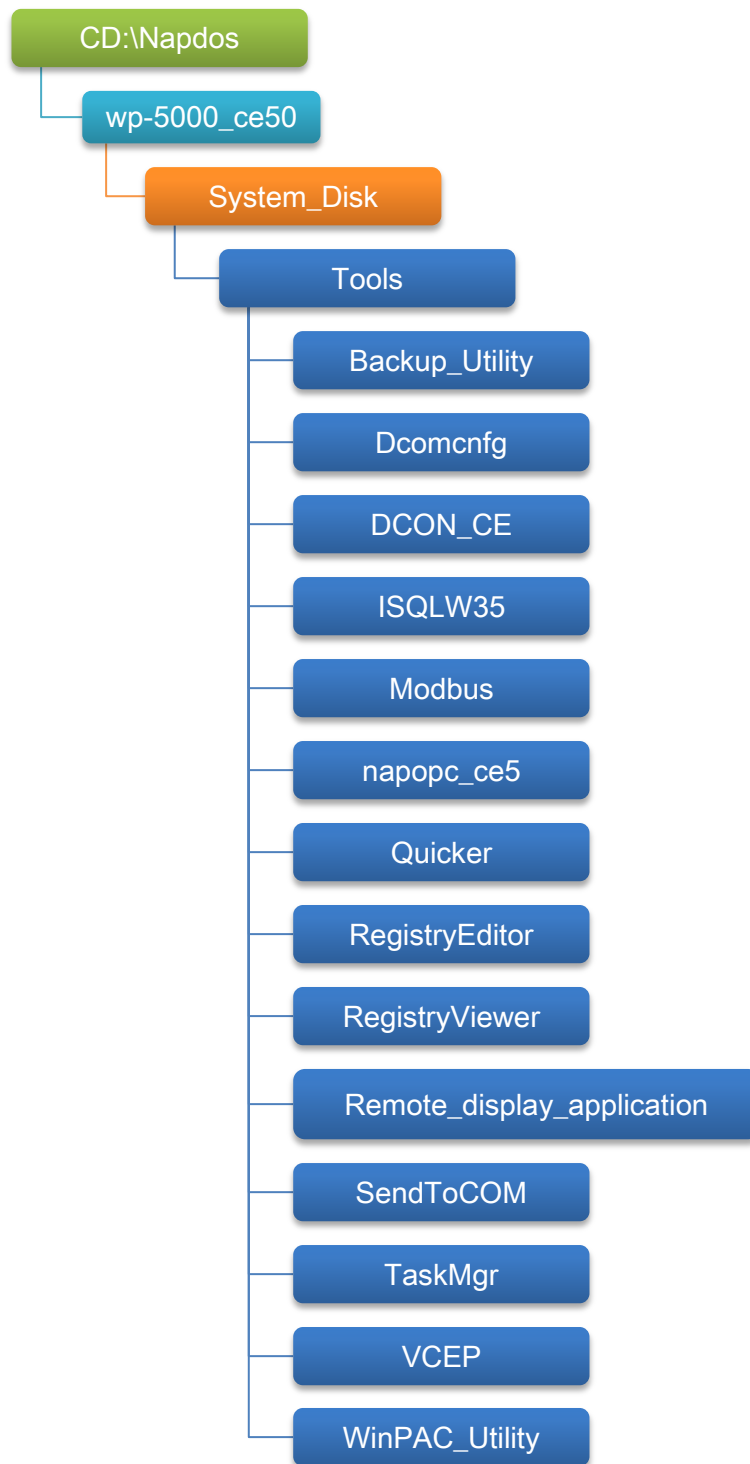 CD:\Napdos
wp-5000_ce50
System_Disk
Tools
Backup_Utility
Dcomcnfg
DCON_CE
ISQLW35
Modbus
napopc_ce5
Quicker
RegistryEditor
RegistryViewer
Remote_display_application
SendToCOM
TaskMgr
VCEP
WinPAC_Utility